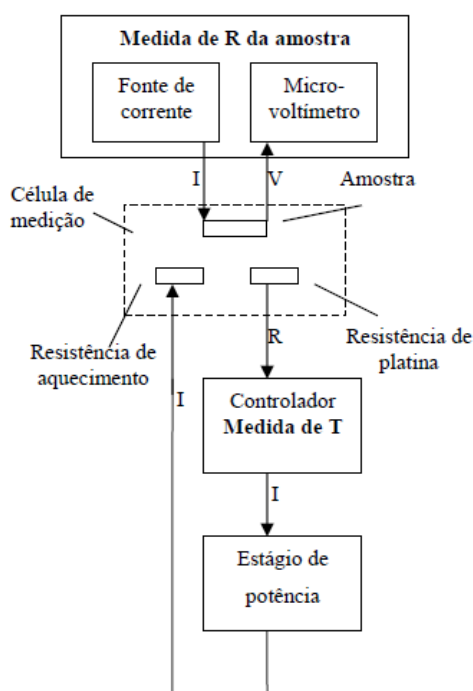 Medida de R da amostra
Fonte de
corrente
Micro-
voltímetro
I
V
Amostra
Célula de
medição
Resistência de
aquecimento
R
Resistência de
platina
I
Controlador
Medida de T
I
Estágio de
potência